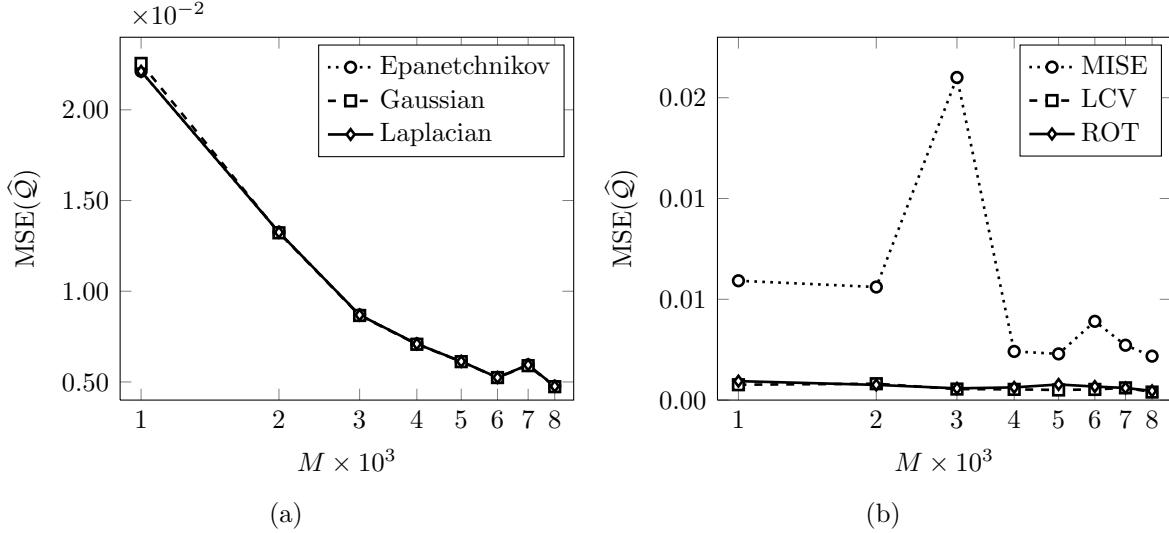 ×10⁻²
2.00
1.50
1.00
0.50
MSE(Q̂)
1 2 3 4 5 6 7 8
M × 10³
Epanetchnikov
Gaussian
Laplacian
(a)
0.02
0.01
0.01
0.00
MSE(Q̂)
1 2 3 4 5 6 7 8
M × 10³
MISE
LCV
ROT
(b)